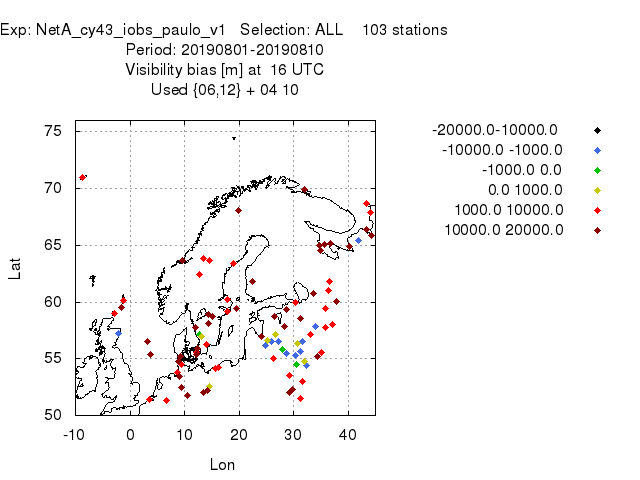 Exp: NetA_cy43_iobs_paulo_v1 Selection: ALL 103 stations
Period: 20190801-20190810
Visibility bias [m] at 16 UTC
Used {06,12} + 04 10
-20000.0-10000.0
-10000.0 -1000.0
-1000.0 0.0
0.0 1000.0
1000.0 10000.0
10000.0 20000.0
75
70
65
60
55
50
Lat
-10 0 10 20 30 40
Lon